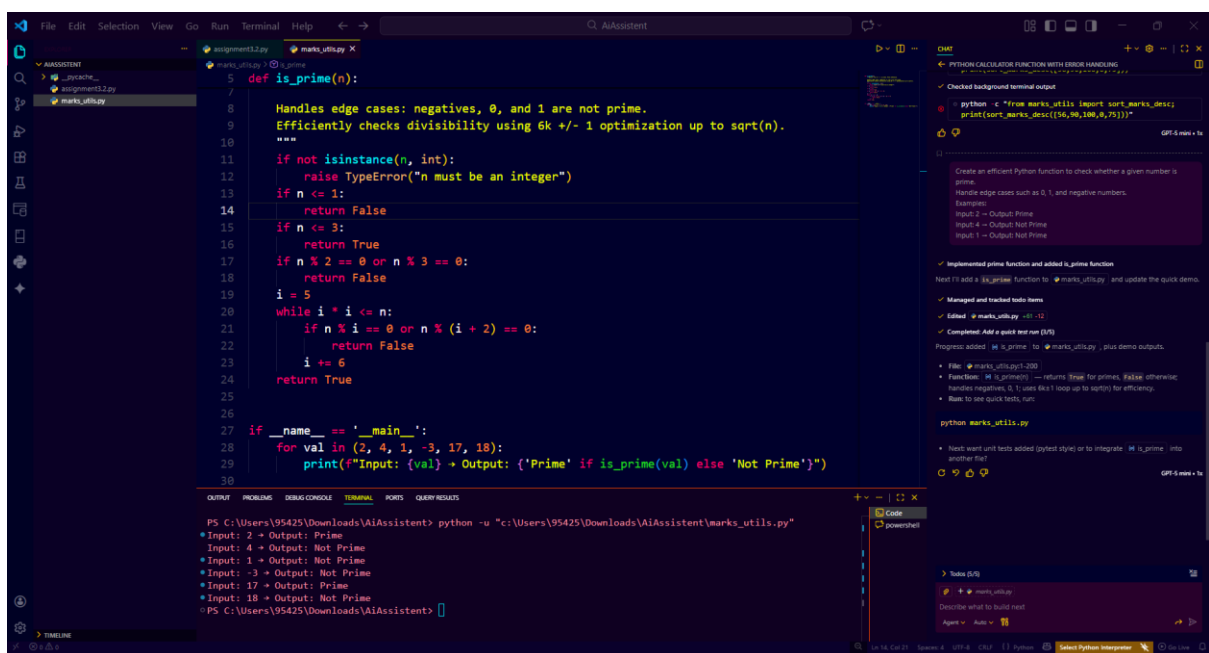 File Edit Selection View Go Run Terminal Help
AiAssistent
assignment3.2.py
marks_utils.py
AIASSISTENT
__pycache__
assignment3.2.py
marks_utils.py
TIMELINE
marks_utils.py > is_prime
5 def is_prime(n):
7
8 Handles edge cases: negatives, 0, and 1 are not prime.
9 Efficiently checks divisibility using 6k +/- 1 optimization up to sqrt(n).
10 """
11 if not isinstance(n, int):
12 raise TypeError("n must be an integer")
13 if n <= 1:
14 return False
15 if n <= 3:
16 return True
17 if n % 2 == 0 or n % 3 == 0:
18 return False
19 i = 5
20 while i * i <= n:
21 if n % i == 0 or n % (i + 2) == 0:
22 return False
23 i += 6
24 return True
25
26
27 if __name__ == '__main__':
28 for val in (2, 4, 1, -3, 17, 18):
29 print(f"Input: {val} → Output: {'Prime' if is_prime(val) else 'Not Prime'}")
30
OUTPUT PROBLEMS DEBUG CONSOLE TERMINAL PORTS QUERY RESULTS
PS C:\Users\95425\Downloads\AiAssistent> python -u "c:\Users\95425\Downloads\AiAssistent\marks_utils.py"
Input: 2 → Output: Prime
Input: 4 → Output: Not Prime
Input: 1 → Output: Not Prime
Input: -3 → Output: Not Prime
Input: 17 → Output: Prime
Input: 18 → Output: Not Prime
PS C:\Users\95425\Downloads\AiAssistent>
Code
powershell
CHAT
PYTHON CALCULATOR FUNCTION WITH ERROR HANDLING
Checked background terminal output
python -c "from marks_utils import sort_marks_desc;
print(sort_marks_desc([56,90,100,0,75]))"
GPT-5 mini • 1x
Create an efficient Python function to check whether a given number is
prime.
Handle edge cases such as 0, 1, and negative numbers.
Examples:
Input: 2 → Output: Prime
Input: 4 → Output: Not Prime
Input: 1 → Output: Not Prime
Implemented prime function and added is_prime function
Next I'll add a is_prime function to marks_utils.py and update the quick demo.
Managed and tracked todo items
Edited marks_utils.py +81 -12
Completed: Add a quick test run (3/5)
Progress: added is_prime to marks_utils.py , plus demo outputs.
File: marks_utils.py:1-200
Function: is_prime(n) — returns True for primes, False otherwise;
handles negatives, 0, 1; uses 6k±1 loop up to sqrt(n) for efficiency.
Run: to see quick tests, run:
python marks_utils.py
Next: want unit tests added (pytest style) or to integrate is_prime into
another file?
GPT-5 mini • 1x
Todos (5/5)
marks_utils.py
Describe what to build next
Agent Auto
Ln 14, Col 21 Spaces: 4 UTF-8 CRLF Python Select Python Interpreter Go Live